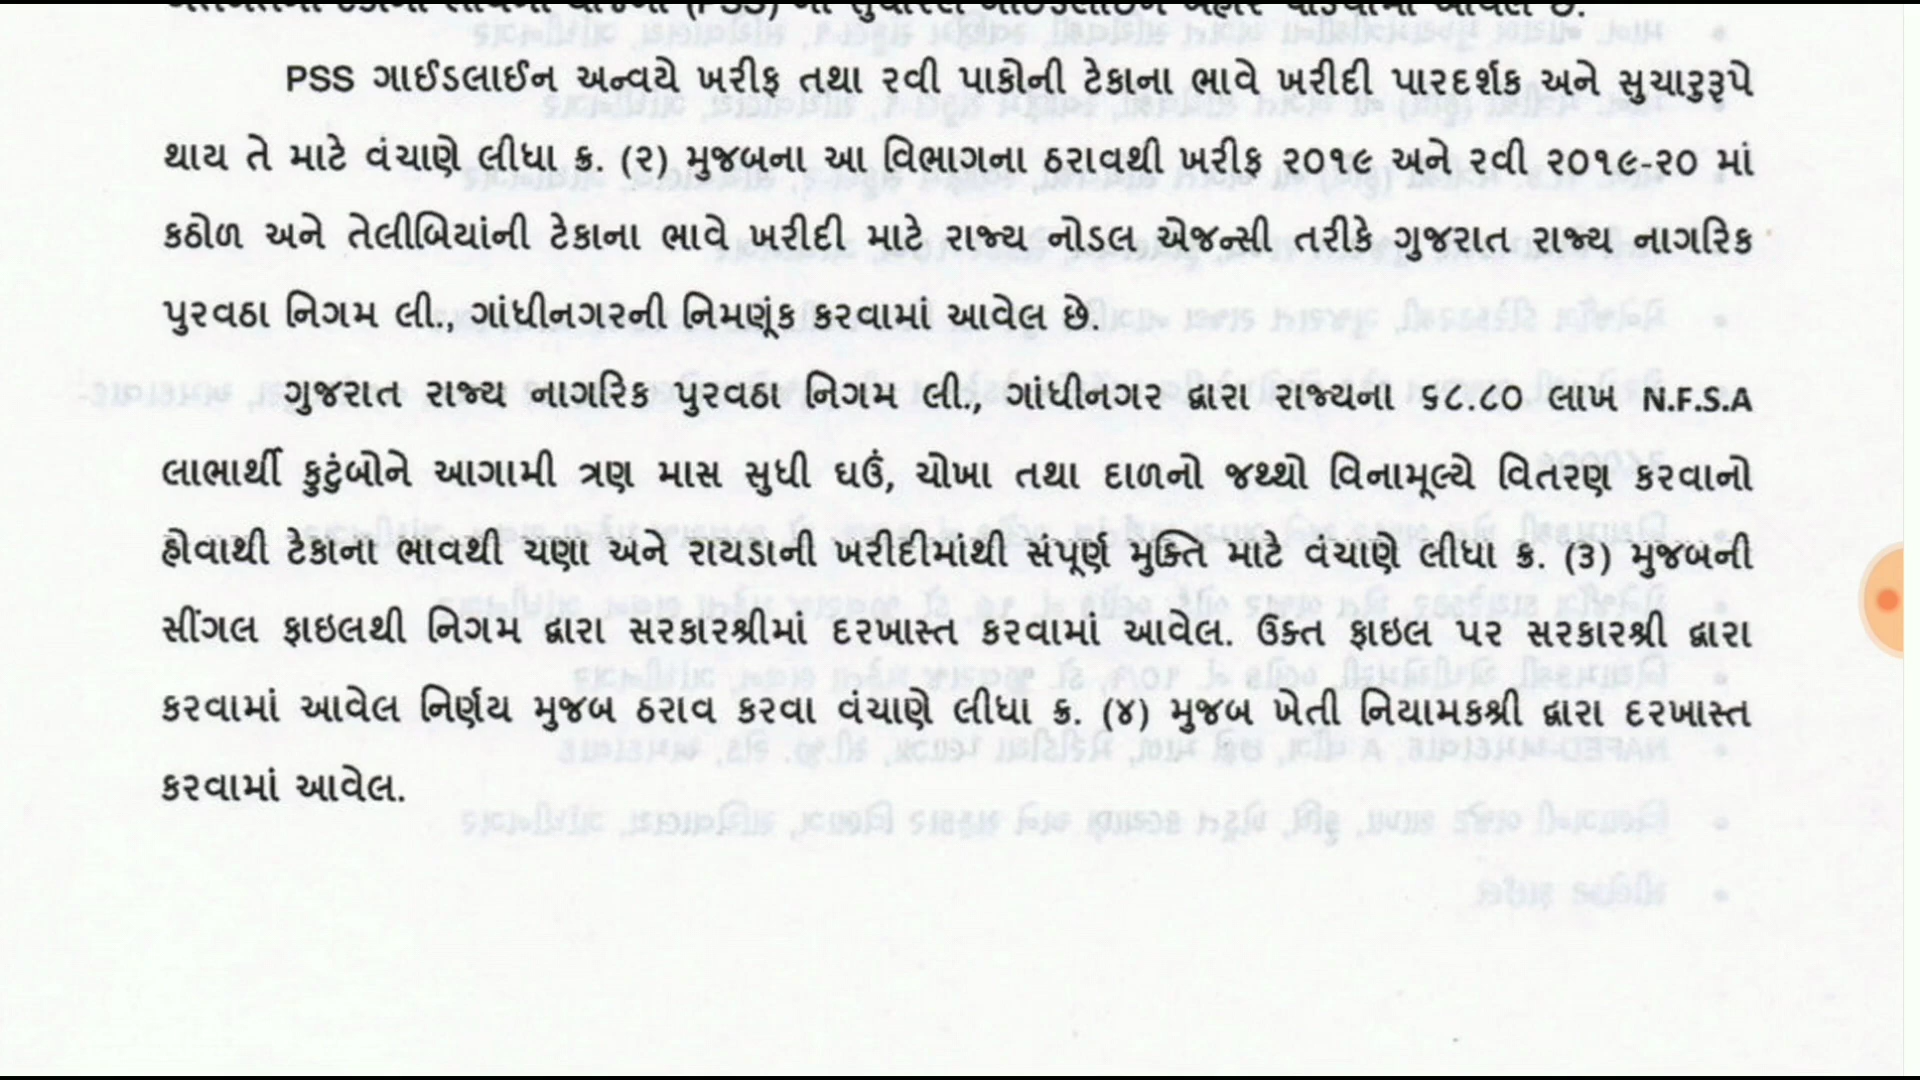 (PSS)
PSS ગાઈડલાઈન અન્વયે ખરીફ તથા રવી પાકોની ટેકાના ભાવે ખરીદી પારદર્શક અને સુચારુરૂપે
થાય તે માટે વંચાણે લીધા ક્ર. (૨) મુજબના આ વિભાગના ઠરાવથી ખરીફ ૨૦૧૯ અને રવી ૨૦૧૯-૨૦ માં
કઠોળ અને તેલીબિયાંની ટેકાના ભાવે ખરીદી માટે રાજ્ય નોડલ એજન્સી તરીકે ગુજરાત રાજ્ય નાગરિક
પુરવઠા નિગમ લી., ગાંધીનગરની નિમણૂંક કરવામાં આવેલ છે.
ગુજરાત રાજ્ય નાગરિક પુરવઠા નિગમ લી., ગાંધીનગર દ્વારા રાજ્યના ૬૮.૮૦ લાખ N.F.S.A
લાભાર્થી કુટુંબોને આગામી ત્રણ માસ સુધી ઘઉં, ચોખા તથા દાળનો જથ્થો વિનામૂલ્યે વિતરણ કરવાનો
હોવાથી ટેકાના ભાવથી ચણા અને રાયડાની ખરીદીમાંથી સંપૂર્ણ મુક્તિ માટે વંચાણે લીધા ક્ર. (૩) મુજબની
સીંગલ ફાઇલથી નિગમ દ્વારા સરકારશ્રીમાં દરખાસ્ત કરવામાં આવેલ. ઉક્ત ફાઇલ પર સરકારશ્રી દ્વારા
કરવામાં આવેલ નિર્ણય મુજબ ઠરાવ કરવા વંચાણે લીધા ક્ર. (૪) મુજબ ખેતી નિયામકશ્રી દ્વારા દરખાસ્ત
કરવામાં આવેલ.